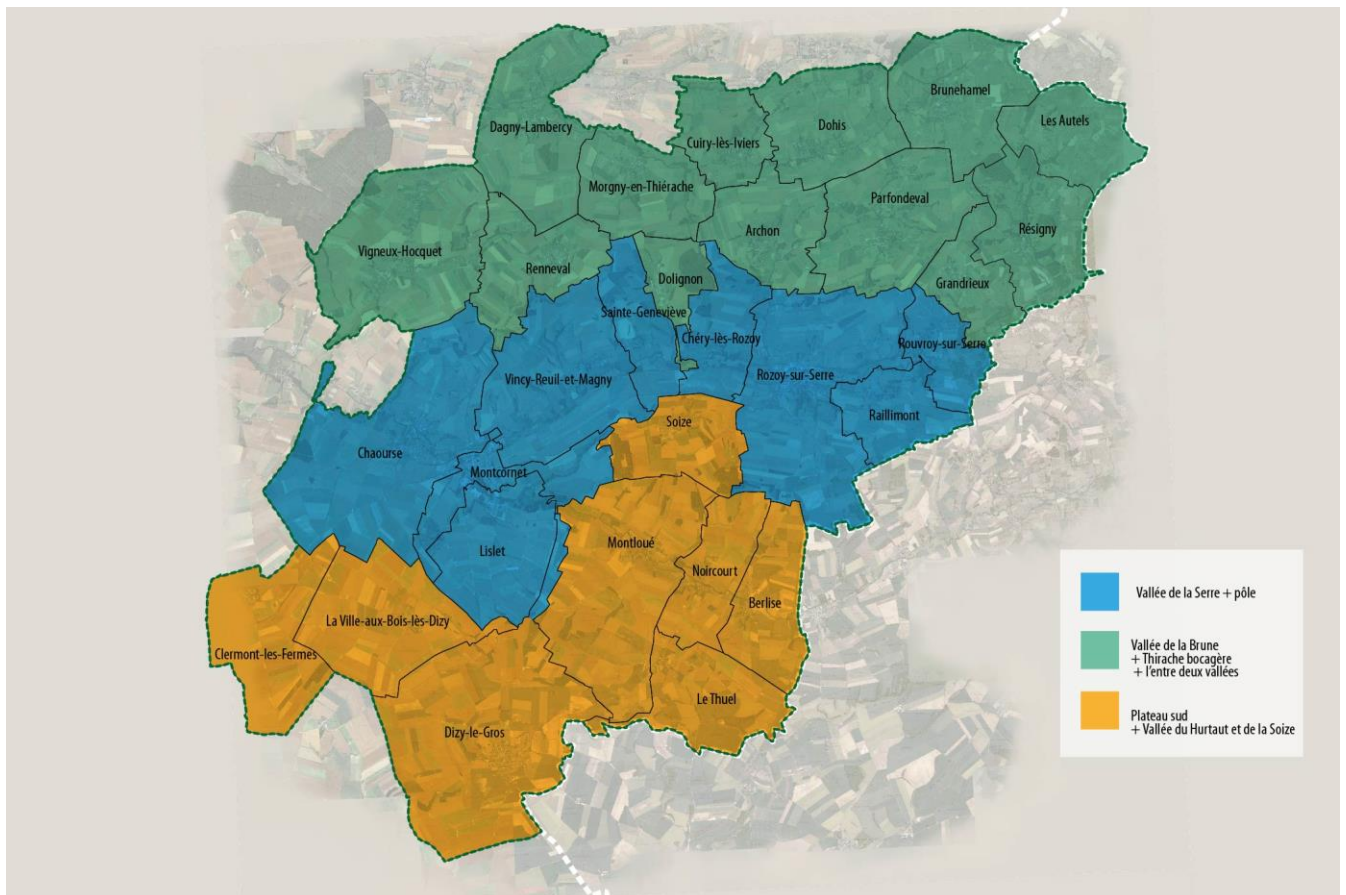 Brunehamel
Les Autels
Dohis
Dagny-Lambercy
Cuiry-lès-Iviers
Morgny-en-Thiérache
Parfondeval
Archon
Résigny
Vigneux-Hocquet
Renneval
Dolignon
Grandrieux
Sainte-Geneviève
Chéry-lès-Rozoy
Rouvroy-sur-Serre
Vincy-Reuil-et-Magny
Rozoy-sur-Serre
Raillimont
Soize
Chaourse
Montcornet
Lislet
Montloué
Noircourt
Berlise
La Ville-aux-Bois-lès-Dizy
Clermont-les-Fermes
Le Thuel
Dizy-le-Gros
Vallée de la Serre + pôle
Vallée de la Brune
+ Thirache bocagère
+ l'entre deux vallées
Plateau sud
+ Vallée du Hurtaut et de la Soize